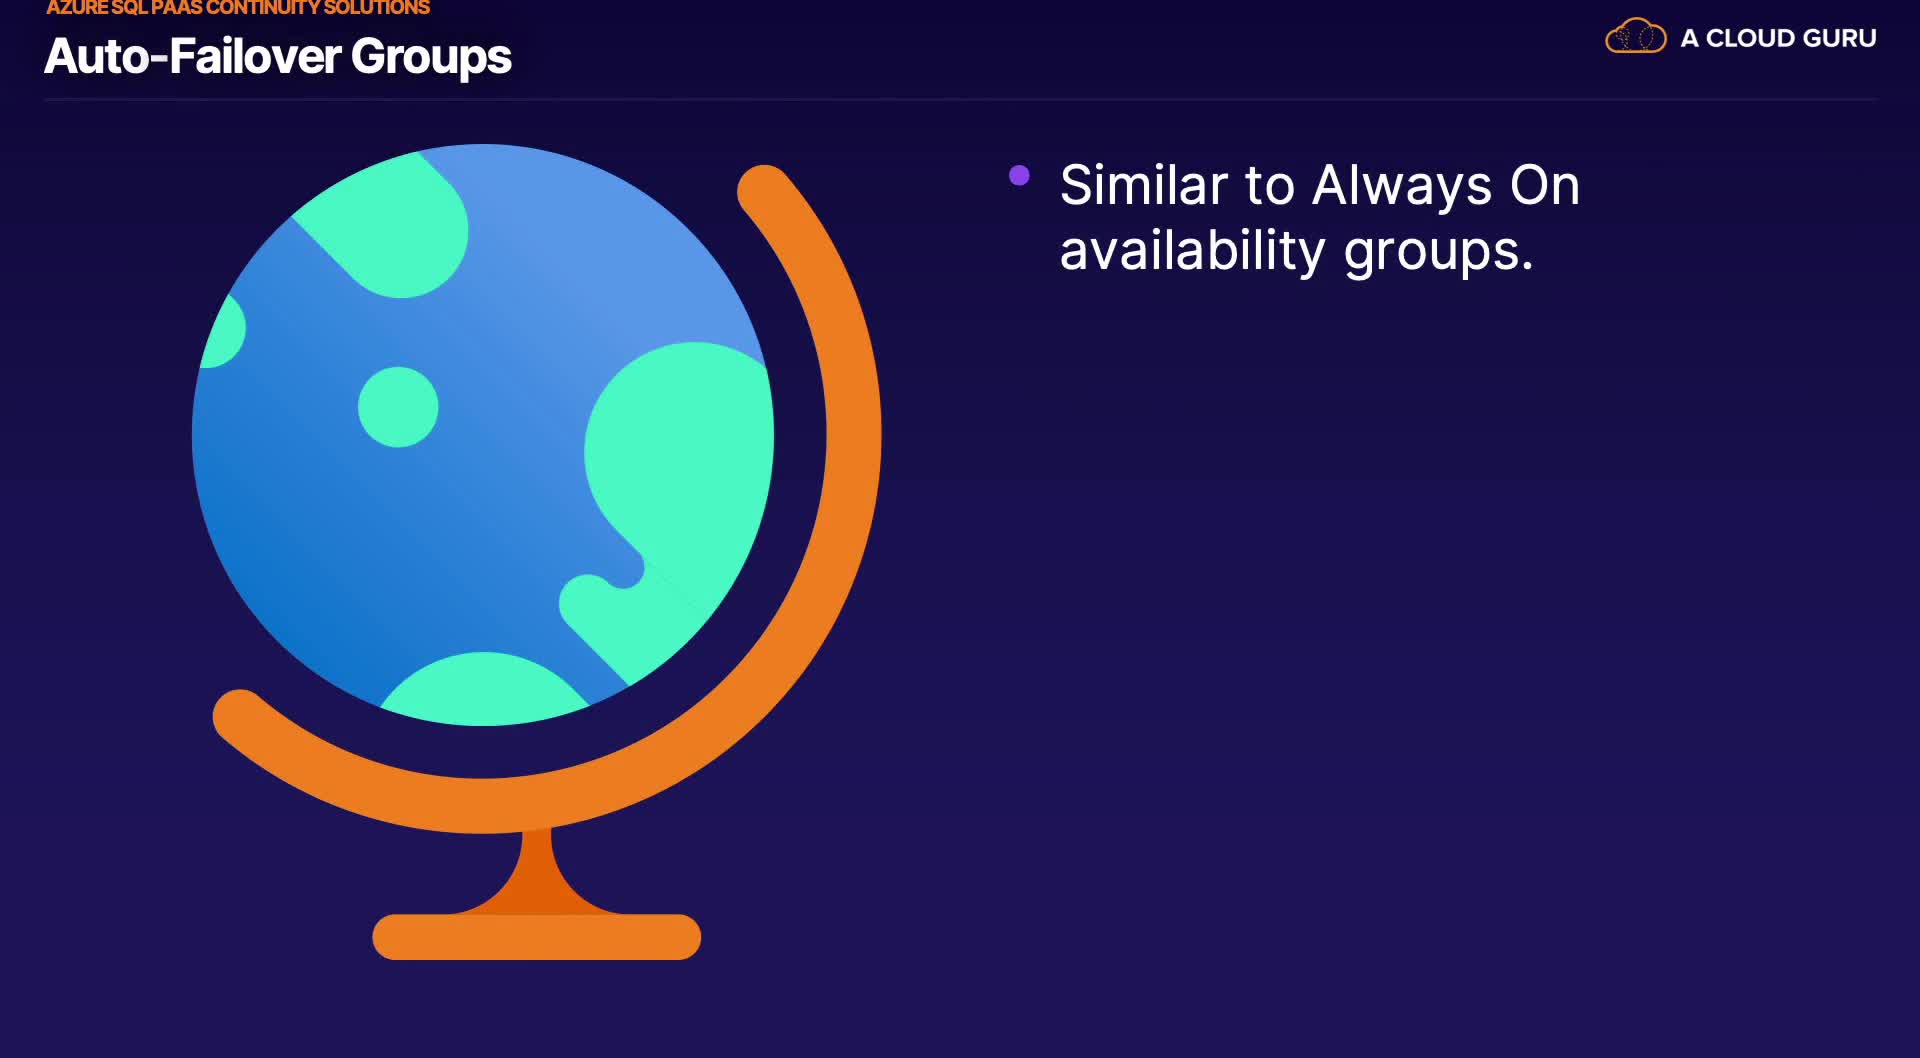 AZURE SQL PAAS CONTINUITY SOLUTIONS
Auto-Failover Groups
A CLOUD GURU
Similar to Always On
availability groups.